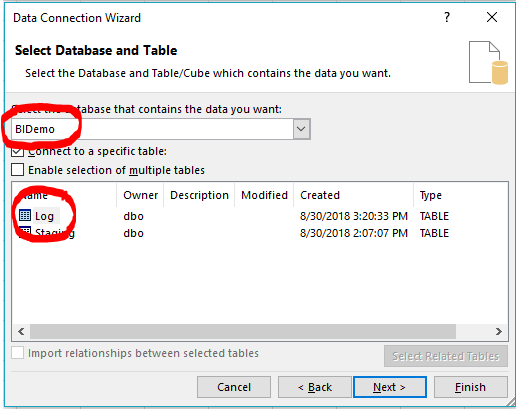 Data Connection Wizard
Select Database and Table
Select the Database and Table/Cube which contains the data you want.
Select the database that contains the data you want:
BIDemo
Connect to a specific table:
Enable selection of multiple tables
Name Owner Description Modified Created Type
Log dbo 8/30/2018 3:20:33 PM TABLE
Staging dbo 8/30/2018 2:07:07 PM TABLE
Import relationships between selected tables
Select Related Tables
Cancel < Back Next > Finish